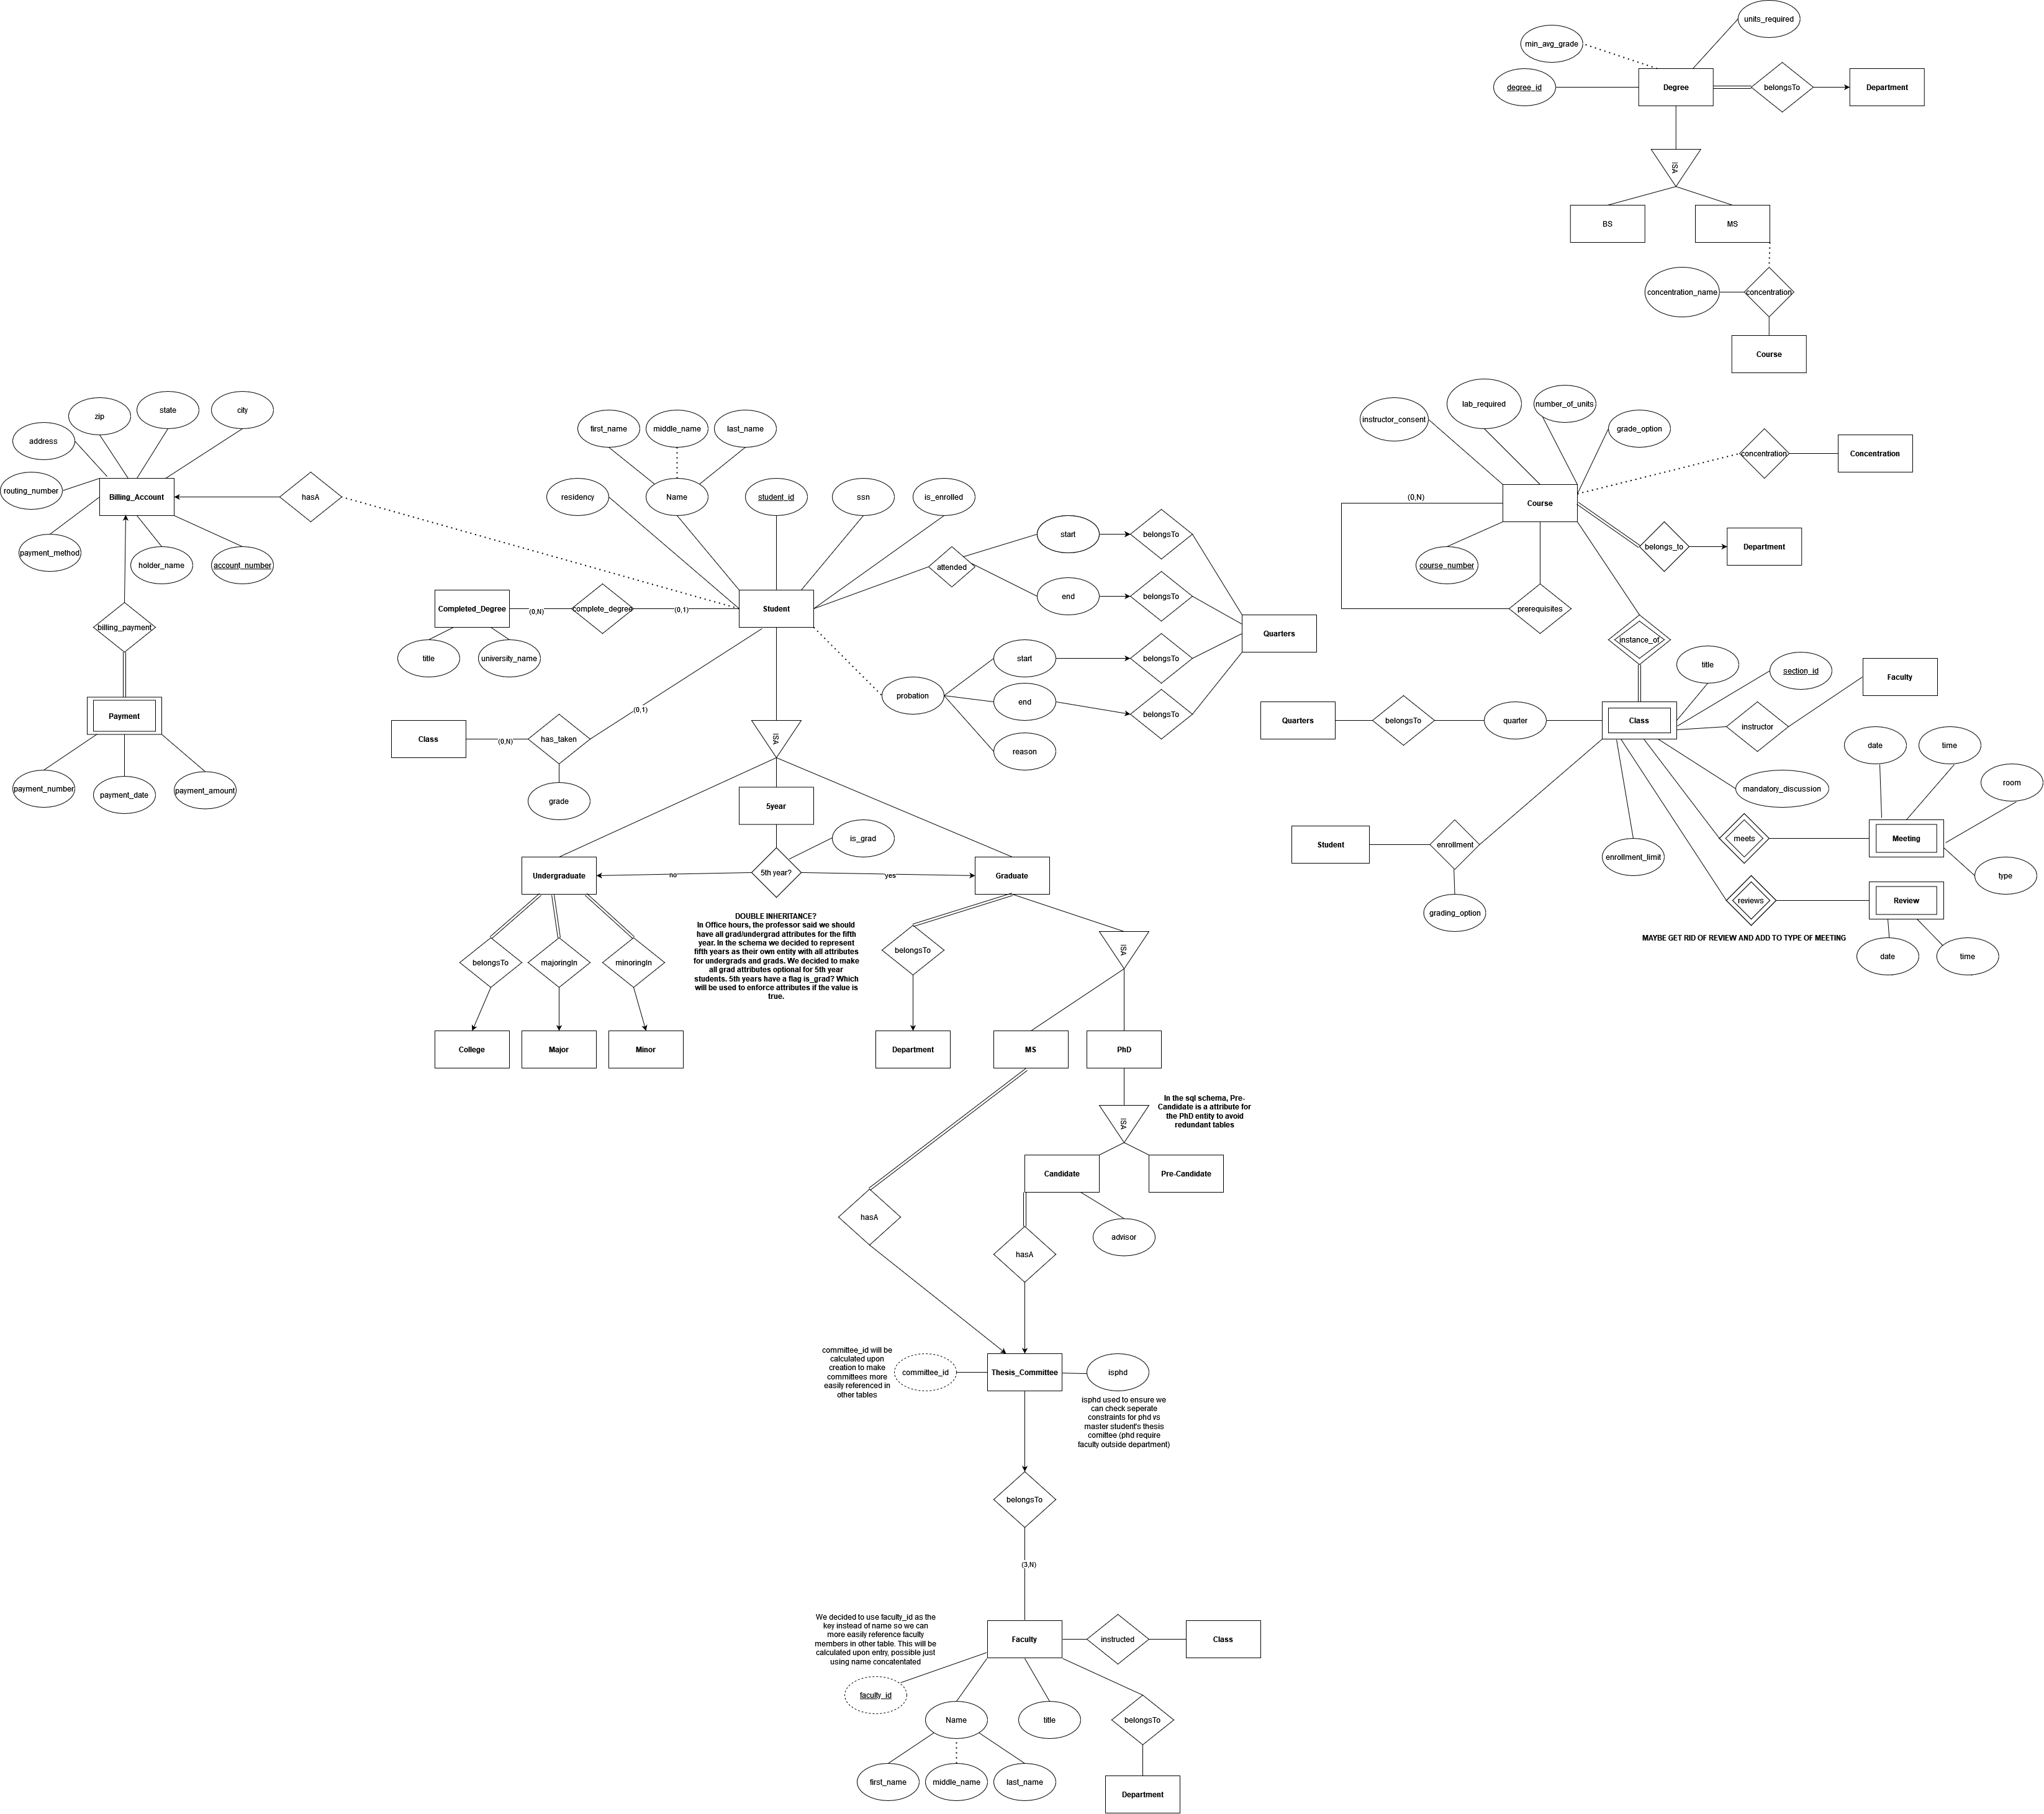 units_required
min_avg_grade
degree_id
Degree
belongsTo
Department
ISA
BS
MS
concentration_name
concentration
Course
address
zip
state
city
routing_number
Billing_Account
hasA
payment_method
holder_name
account_number
billing_payment
Payment
payment_number
payment_date
payment_amount
first_name
middle_name
last_name
residency
Name
student_id
ssn
is_enrolled
Completed_Degree
(0,N)
complete_degree
(0,1)
Student
title
university_name
attended
start
belongsTo
end
belongsTo
Quarters
probation
start
belongsTo
end
belongsTo
reason
Class
(0,N)
has_taken
(0,1)
grade
ISA
5year
is_grad
Undergraduate
no
5th year?
yes
Graduate
DOUBLE INHERITANCE?
In Office hours, the professor said we should
have all grad/undergrad attributes for the fifth
year. In the schema we decided to represent
fifth years as their own entity with all attributes
for undergrads and grads. We decided to make
all grad attributes optional for 5th year
students. 5th years have a flag is_grad? Which
will be used to enforce attributes if the value is
true.
belongsTo
majoringIn
minoringIn
College
Major
Minor
belongsTo
ISA
Department
MS
PhD
ISA
In the sql schema, Pre-
Candidate is a attribute for
the PhD entity to avoid
redundant tables
Candidate
Pre-Candidate
hasA
hasA
advisor
committee_id will be
calculated upon
creation to make
committees more
easily referenced in
other tables
committee_id
Thesis_Committee
isphd
isphd used to ensure we
can check seperate
constraints for phd vs
master student's thesis
comittee (phd require
faculty outside department)
belongsTo
(3,N)
We decided to use faculty_id as the
key instead of name so we can
more easily reference faculty
members in other table. This will be
calculated upon entry, possible just
using name concatentated
Faculty
instructed
Class
faculty_id
Name
title
belongsTo
first_name
middle_name
last_name
Department
instructor_consent
lab_required
number_of_units
grade_option
concentration
Concentration
(0,N)
Course
course_number
belongs_to
Department
prerequisites
instance_of
title
section_id
Faculty
Quarters
belongsTo
quarter
Class
instructor
date
time
room
mandatory_discussion
Student
enrollment
enrollment_limit
meets
Meeting
type
grading_option
reviews
Review
MAYBE GET RID OF REVIEW AND ADD TO TYPE OF MEETING
date
time